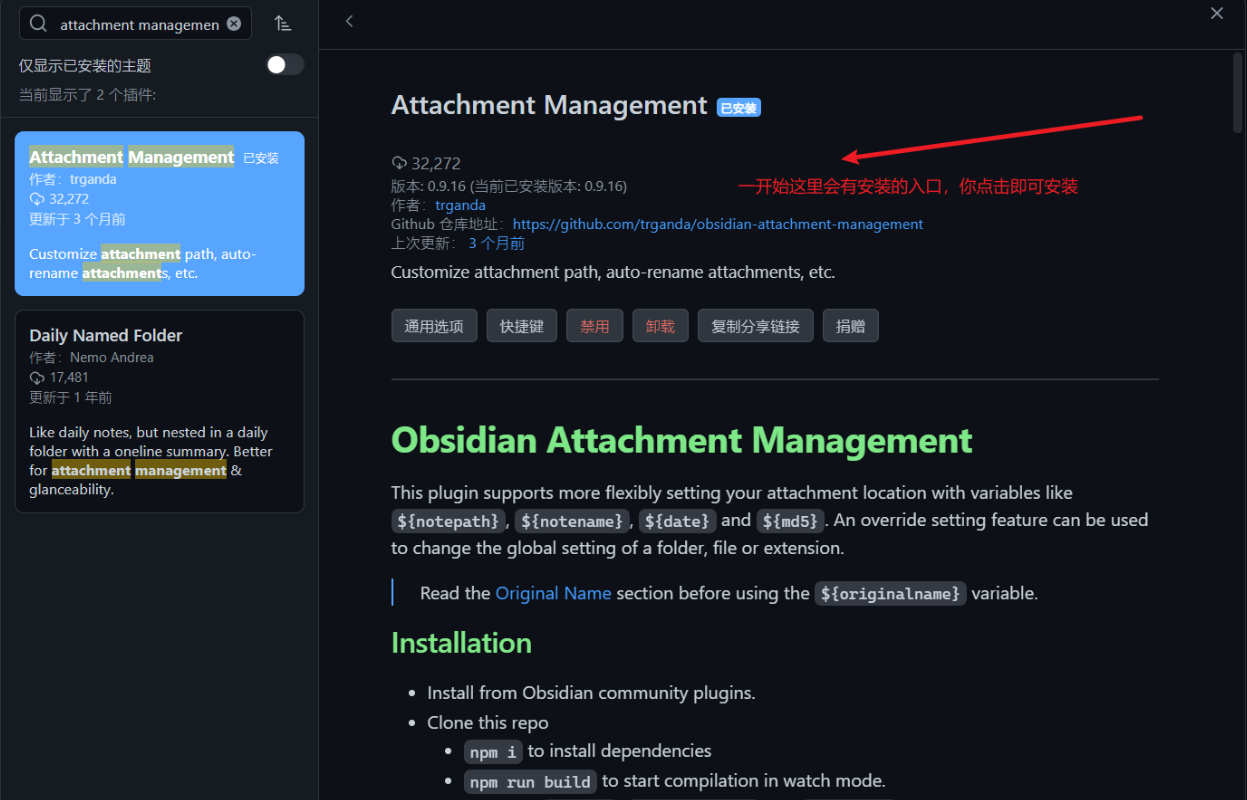 attachment managemen
仅显示已安装的主题
当前显示了 2 个插件:
Attachment Management 已安装
作者：trganda
32,272
更新于 3 个月前
Customize attachment path, auto-
rename attachments, etc.
Daily Named Folder
作者：Nemo Andrea
17,481
更新于 1 年前
Like daily notes, but nested in a daily
folder with a oneline summary. Better
for attachment management &
glanceability.
Attachment Management 已安装
32,272
版本: 0.9.16 (当前已安装版本: 0.9.16)
一开始这里会有安装的入口，你点击即可安装
作者：trganda
Github 仓库地址：https://github.com/trganda/obsidian-attachment-management
上次更新：3 个月前
Customize attachment path, auto-rename attachments, etc.
通用选项 快捷键 禁用 卸载 复制分享链接 捐赠
Obsidian Attachment Management
This plugin supports more flexibly setting your attachment location with variables like
${notepath}, ${notename}, ${date} and ${md5}. An override setting feature can be used
to change the global setting of a folder, file or extension.
Read the Original Name section before using the ${originalname} variable.
Installation
• Install from Obsidian community plugins.
• Clone this repo
• npm i to install dependencies
• npm run build to start compilation in watch mode.